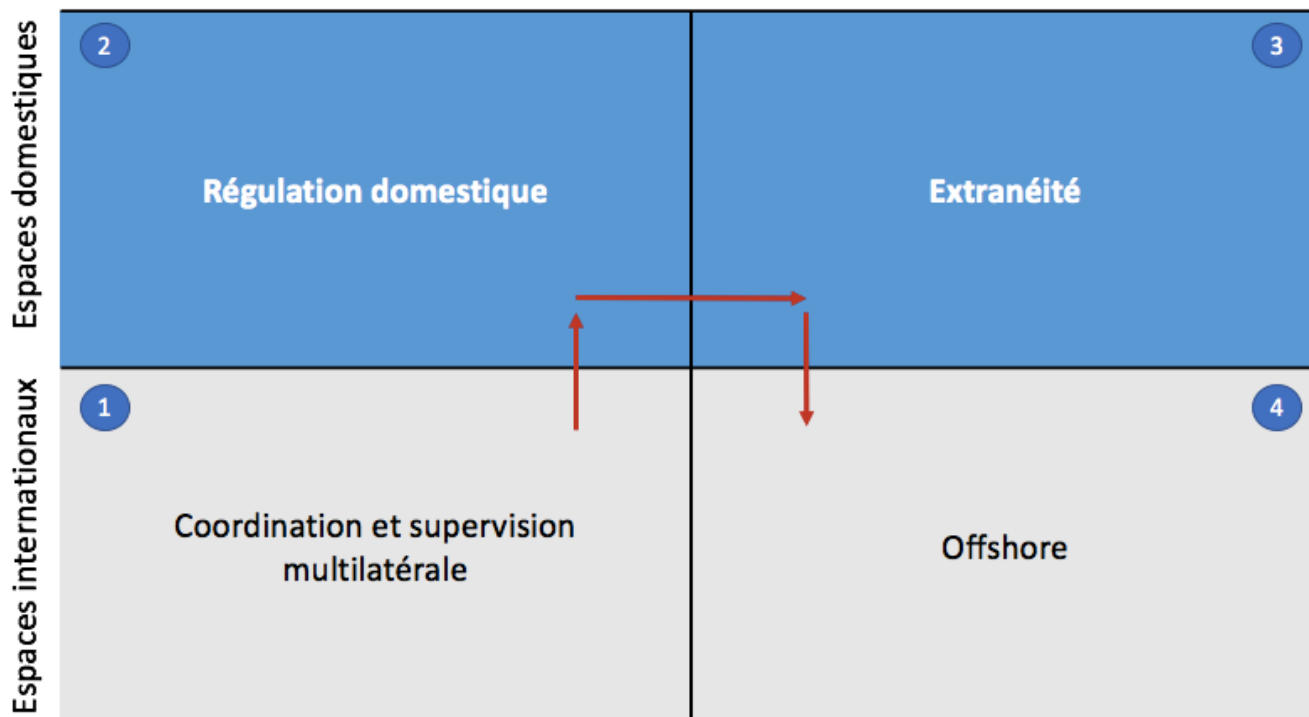 Espaces domestiques
2
3
Régulation domestique
Extranéité
Espaces internationaux
1
4
Coordination et supervision
multilatérale
Offshore